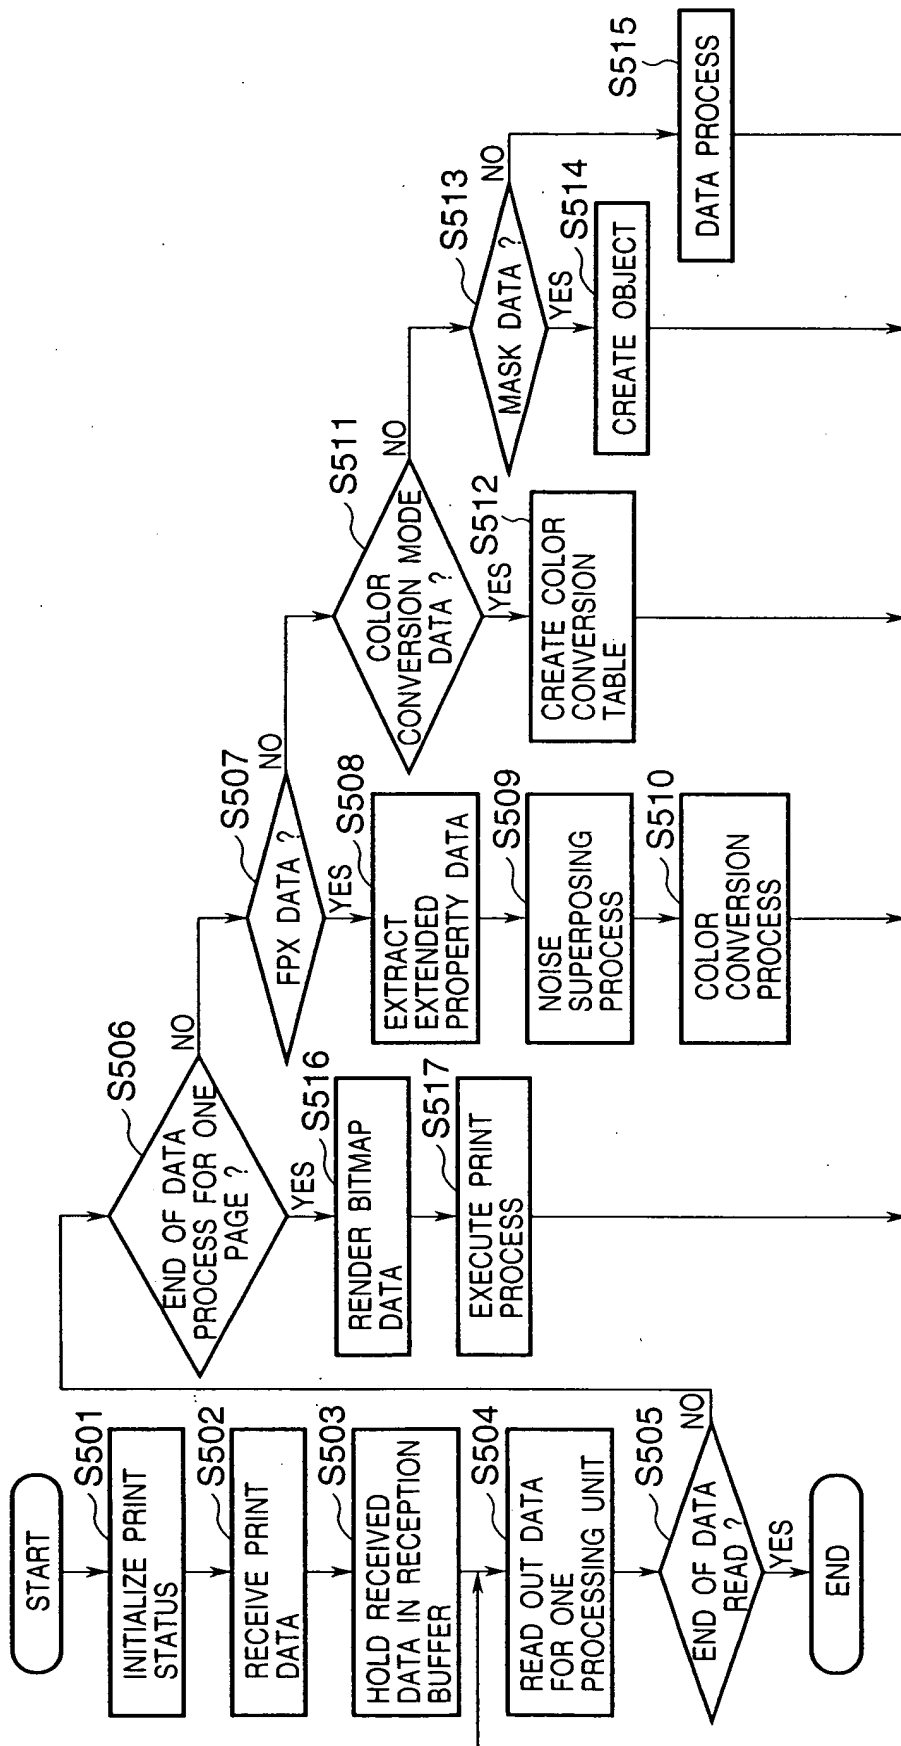 START
S501
INITIALIZE PRINT
STATUS
S502
RECEIVE PRINT
DATA
S503
HOLD RECEIVED
DATA IN RECEPTION
BUFFER
S504
READ OUT DATA
FOR ONE
PROCESSING UNIT
S505
END OF DATA
READ ?
NO
YES
END
S506
END OF DATA
PROCESS FOR ONE
PAGE ?
NO
YES
S516
RENDER BITMAP
DATA
S517
EXECUTE PRINT
PROCESS
S507
FPX DATA ?
NO
YES
S508
EXTRACT
EXTENDED
PROPERTY DATA
S509
NOISE
SUPERPOSING
PROCESS
S510
COLOR
CONVERSION
PROCESS
S511
COLOR
CONVERSION MODE
DATA ?
NO
YES
S512
CREATE COLOR
CONVERSION
TABLE
S513
MASK DATA ?
NO
YES
S514
CREATE OBJECT
S515
DATA PROCESS